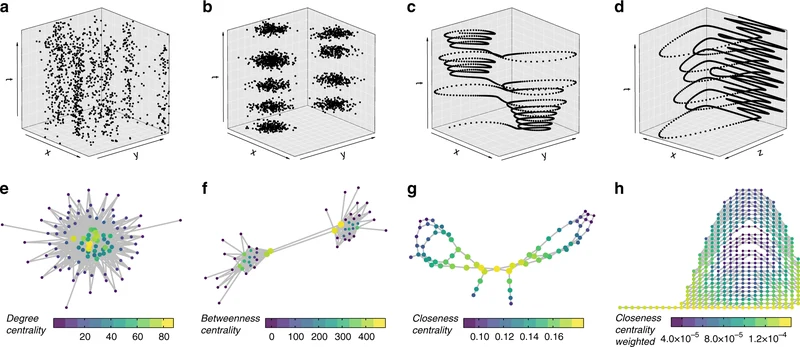 a b c d
t t t t
x y x y x y x z
e f g h
Degree
centrality
20 40 60 80
Betweenness
centrality
0 100 200 300 400
Closeness
centrality
0.10 0.12 0.14 0.16
Closeness
centrality
weighted
4.0×10⁻⁵ 8.0×10⁻⁵ 1.2×10⁻⁴